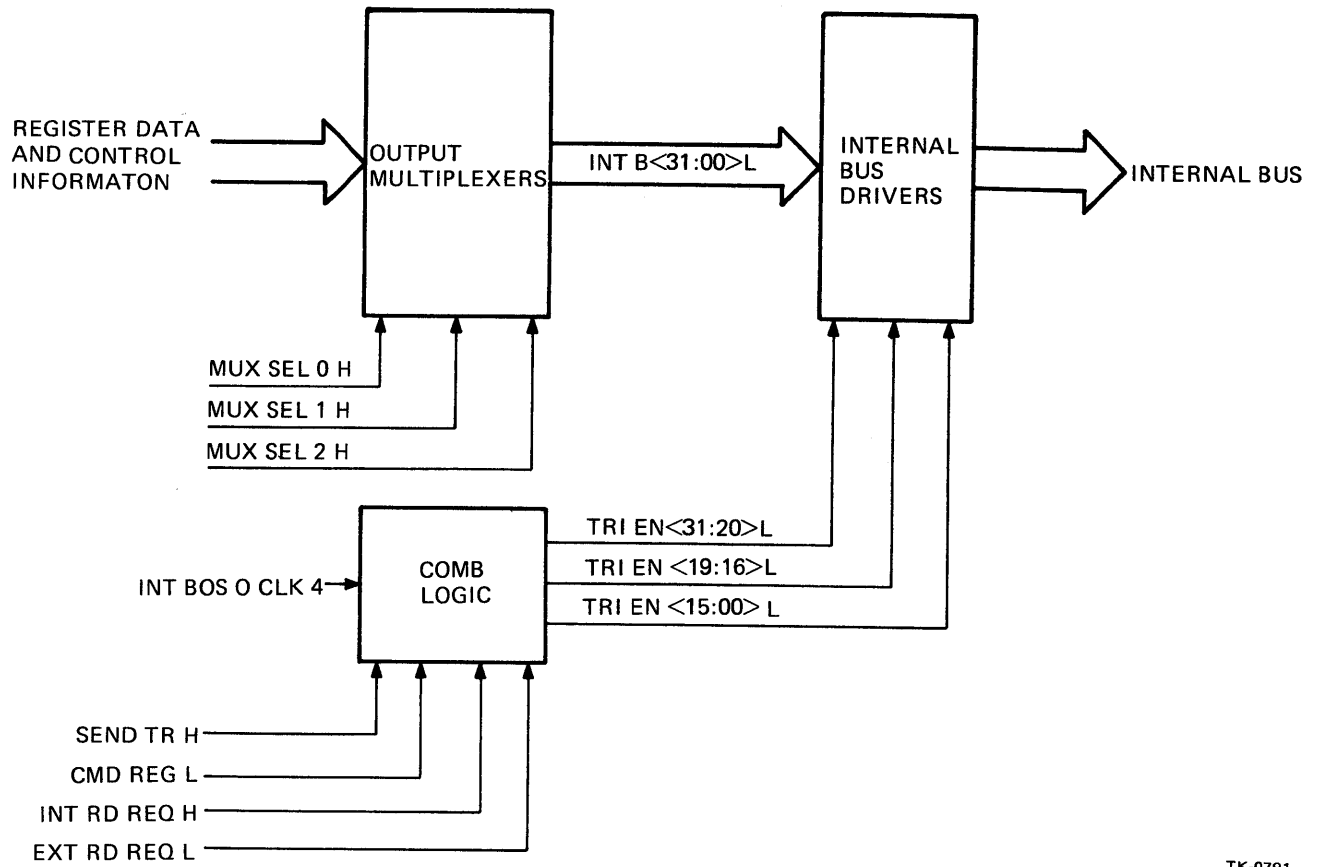 REGISTER DATA
AND CONTROL
INFORMATON
OUTPUT
MULTIPLEXERS
INT B<31:00>L
INTERNAL
BUS
DRIVERS
INTERNAL BUS
MUX SEL 0 H
MUX SEL 1 H
MUX SEL 2 H
INT BOS O CLK 4
COMB
LOGIC
TRI EN<31:20>L
TRI EN <19:16>L
TRI EN <15:00> L
SEND TR H
CMD REG L
INT RD REQ H
EXT RD REQ L